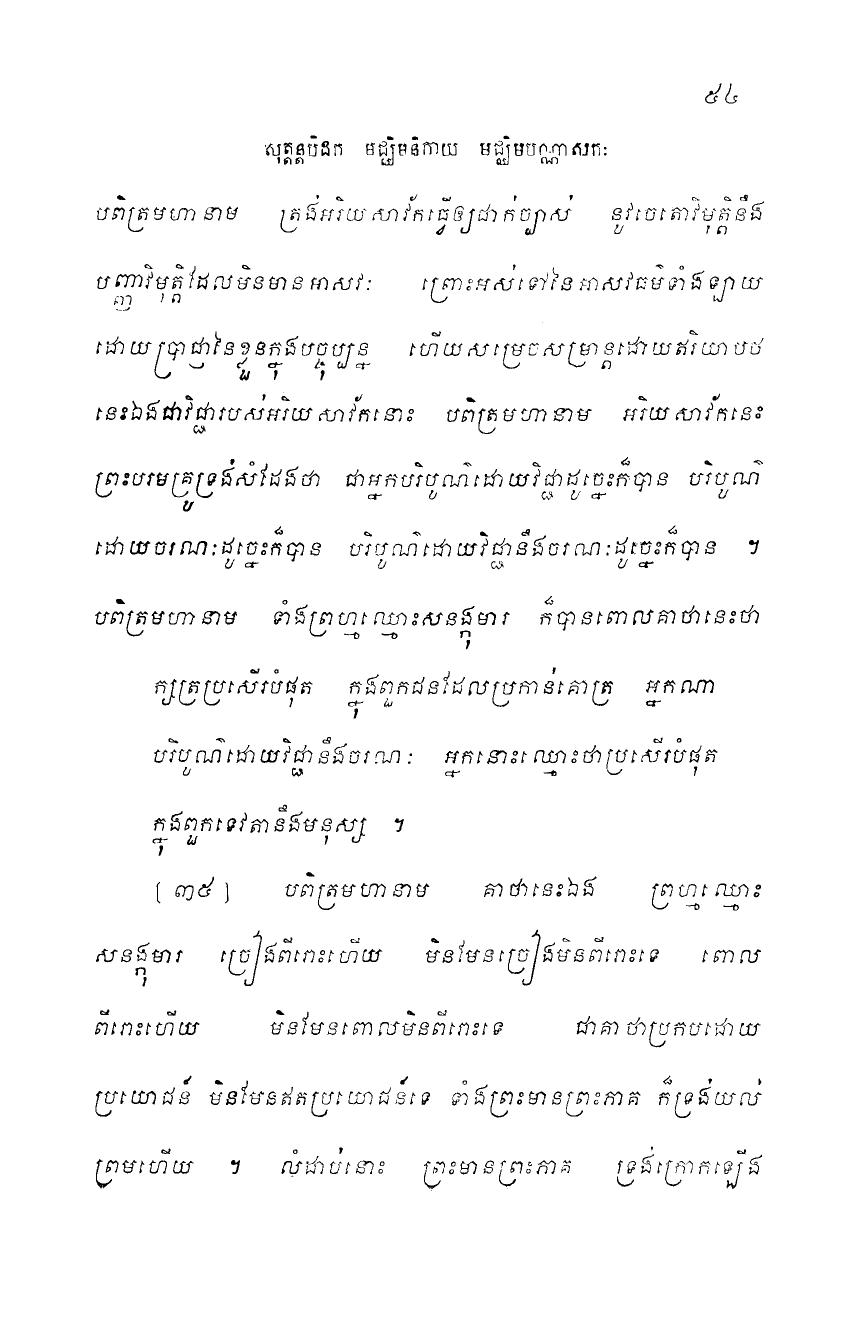 ៥៤
សុត្តន្តបិដក មជ្ឈិមនិកាយ មជ្ឈិមបណ្ណាសកៈ
បពិត្រមហានាម ត្រង់អរិយសាវ័កធ្វើឲ្យជាក់ច្បាស់ នូវចេតោវិមុត្តិនឹង
បញ្ញាវិមុត្តិដែលមិនមានអាសវៈ ព្រោះអស់ទៅនៃអាសវធម៌ទាំងឡាយ
ដោយប្រាជ្ញានៃខ្លួនក្នុងបច្ចុប្បន្ន ហើយសម្រេចសម្រាន្តដោយឥរិយាបថ
នេះឯងជាវិជ្ជារបស់អរិយសាវ័កនោះ បពិត្រមហានាម អរិយសាវ័កនេះ
ព្រះបរមគ្រូទ្រង់សំដែងថា ជាអ្នកបរិបូណ៌ដោយវិជ្ជាដូច្នេះក៏បាន បរិបូណ៌
ដោយចរណៈដូច្នេះក៏បាន បរិបូណ៌ដោយវិជ្ជានឹងចរណៈដូច្នេះក៏បាន ។
បពិត្រមហានាម ទាំងព្រហ្មឈ្មោះសនង្កុមារ ក៏បានពោលគាថានេះថា
ក្សត្រប្រសើរបំផុត ក្នុងពួកជនដែលប្រកាន់គោត្រ អ្នកណា
បរិបូណ៌ដោយវិជ្ជានឹងចរណៈ អ្នកនោះឈ្មោះថាប្រសើរបំផុត
ក្នុងពួកទេវតានឹងមនុស្ស ។
[ ៣៥ ] បពិត្រមហានាម គាថានេះឯង ព្រហ្មឈ្មោះ
សនង្កុមារ ច្រៀងពីរោះហើយ មិនមែនច្រៀងមិនពីរោះទេ ពោល
ពីរោះហើយ មិនមែនពោលមិនពីរោះទេ ជាគាថាប្រកបដោយ
ប្រយោជន៍ មិនមែនឥតប្រយោជន៍ទេ ទាំងព្រះមានព្រះភាគ ក៏ទ្រង់យល់
ព្រមហើយ ។ លំដាប់នោះ ព្រះមានព្រះភាគ ទ្រង់ក្រោកឡើង